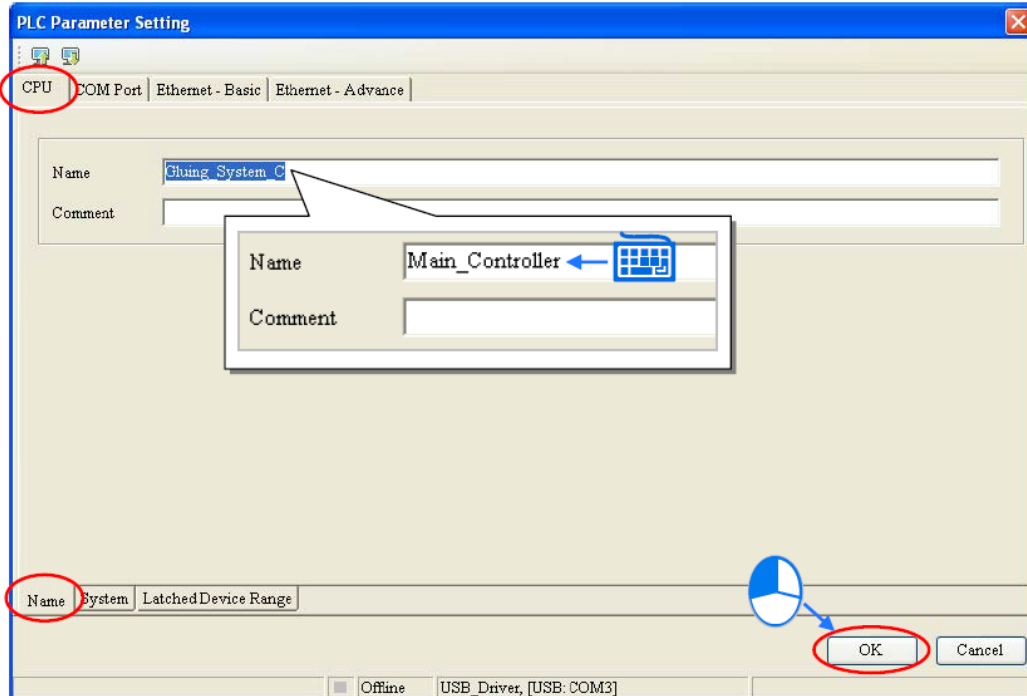 PLC Parameter Setting
CPU COM Port Ethernet - Basic Ethernet - Advance
Name Gluing_System_C
Comment
Name Main_Controller
Comment
Name System Latched Device Range
OK Cancel
Offline USB_Driver, [USB: COM3]